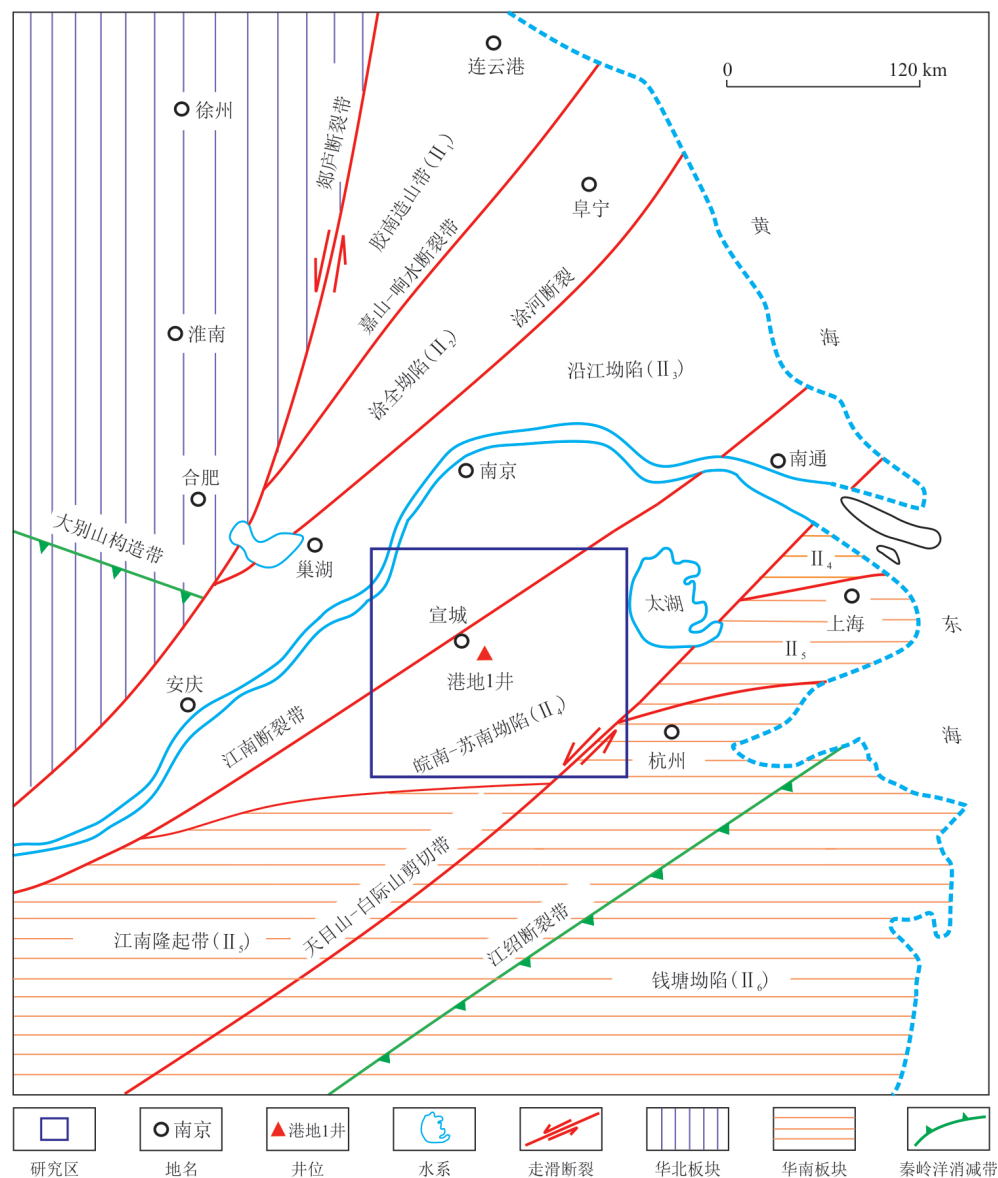 连云港
0 120 km
徐州
郯庐断裂带
胶南造山带(Ⅱ₁)
嘉山-响水断裂带
阜宁
黄
海
淮南
涂全坳陷(Ⅱ₂)
涂河断裂
沿江坳陷(Ⅱ₃)
合肥
南京
南通
大别山构造带
巢湖
Ⅱ₄
宣城
太湖
上海
东
海
港地1井
Ⅱ₅
安庆
江南断裂带
皖南-苏南坳陷(Ⅱ₄)
杭州
天目山-白际山剪切带
江绍断裂带
江南隆起带(Ⅱ₅)
钱塘坳陷(Ⅱ₆)
南京
港地1井
研究区
地名
井位
水系
走滑断裂
华北板块
华南板块
秦岭洋消减带